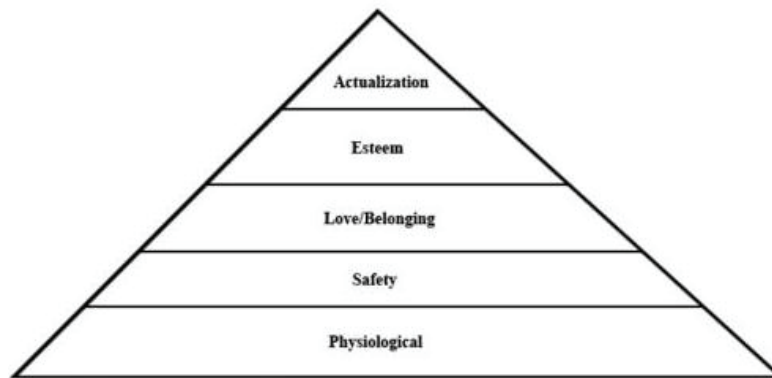 Actualization
Esteem
Love/Belonging
Safety
Physiological